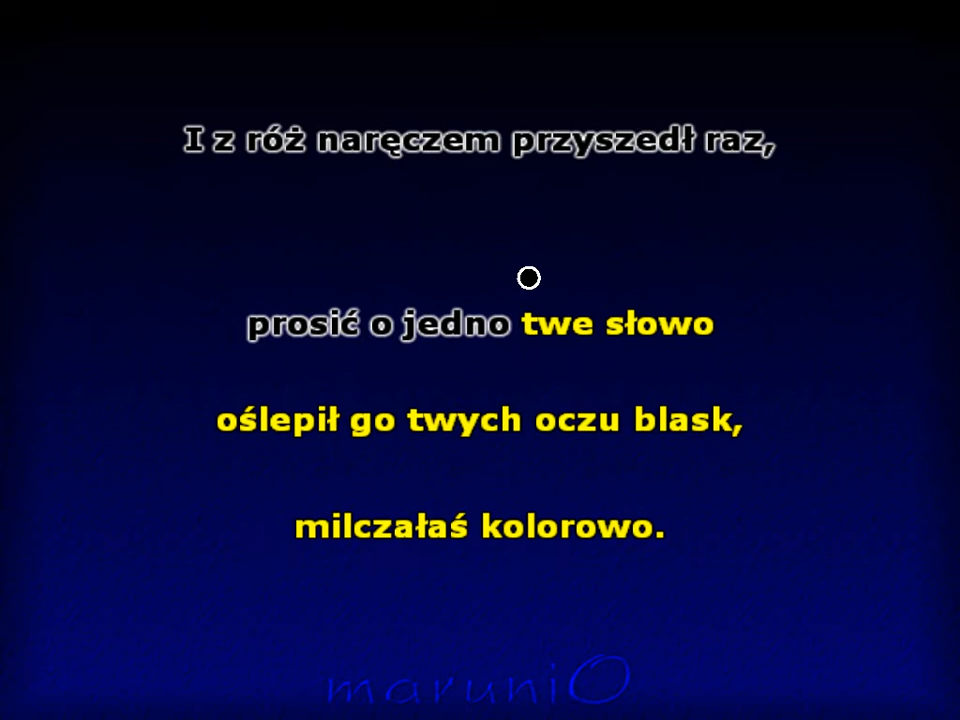 I z róż naręczem przyszedł raz,
prosić o jedno twe słowo
oślepił go twych oczu blask,
milczałaś kolorowo.
maruniO